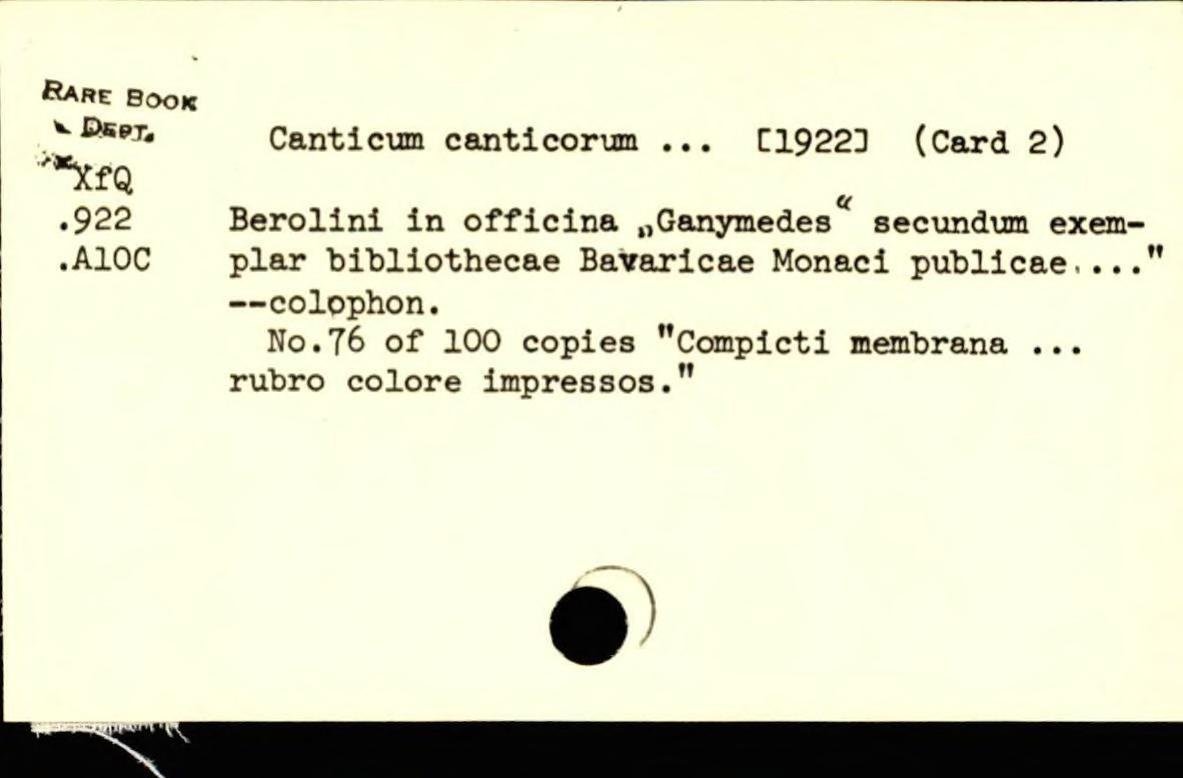 RARE BOOK
DEPT.
Canticum canticorum ... [1922] (Card 2)
XfQ
.922 Berolini in officina „Ganymedes“ secundum exem-
.A10C plar bibliothecae Bavaricae Monaci publicae...."
--colophon.
No.76 of 100 copies "Compicti membrana ...
rubro colore impressos."